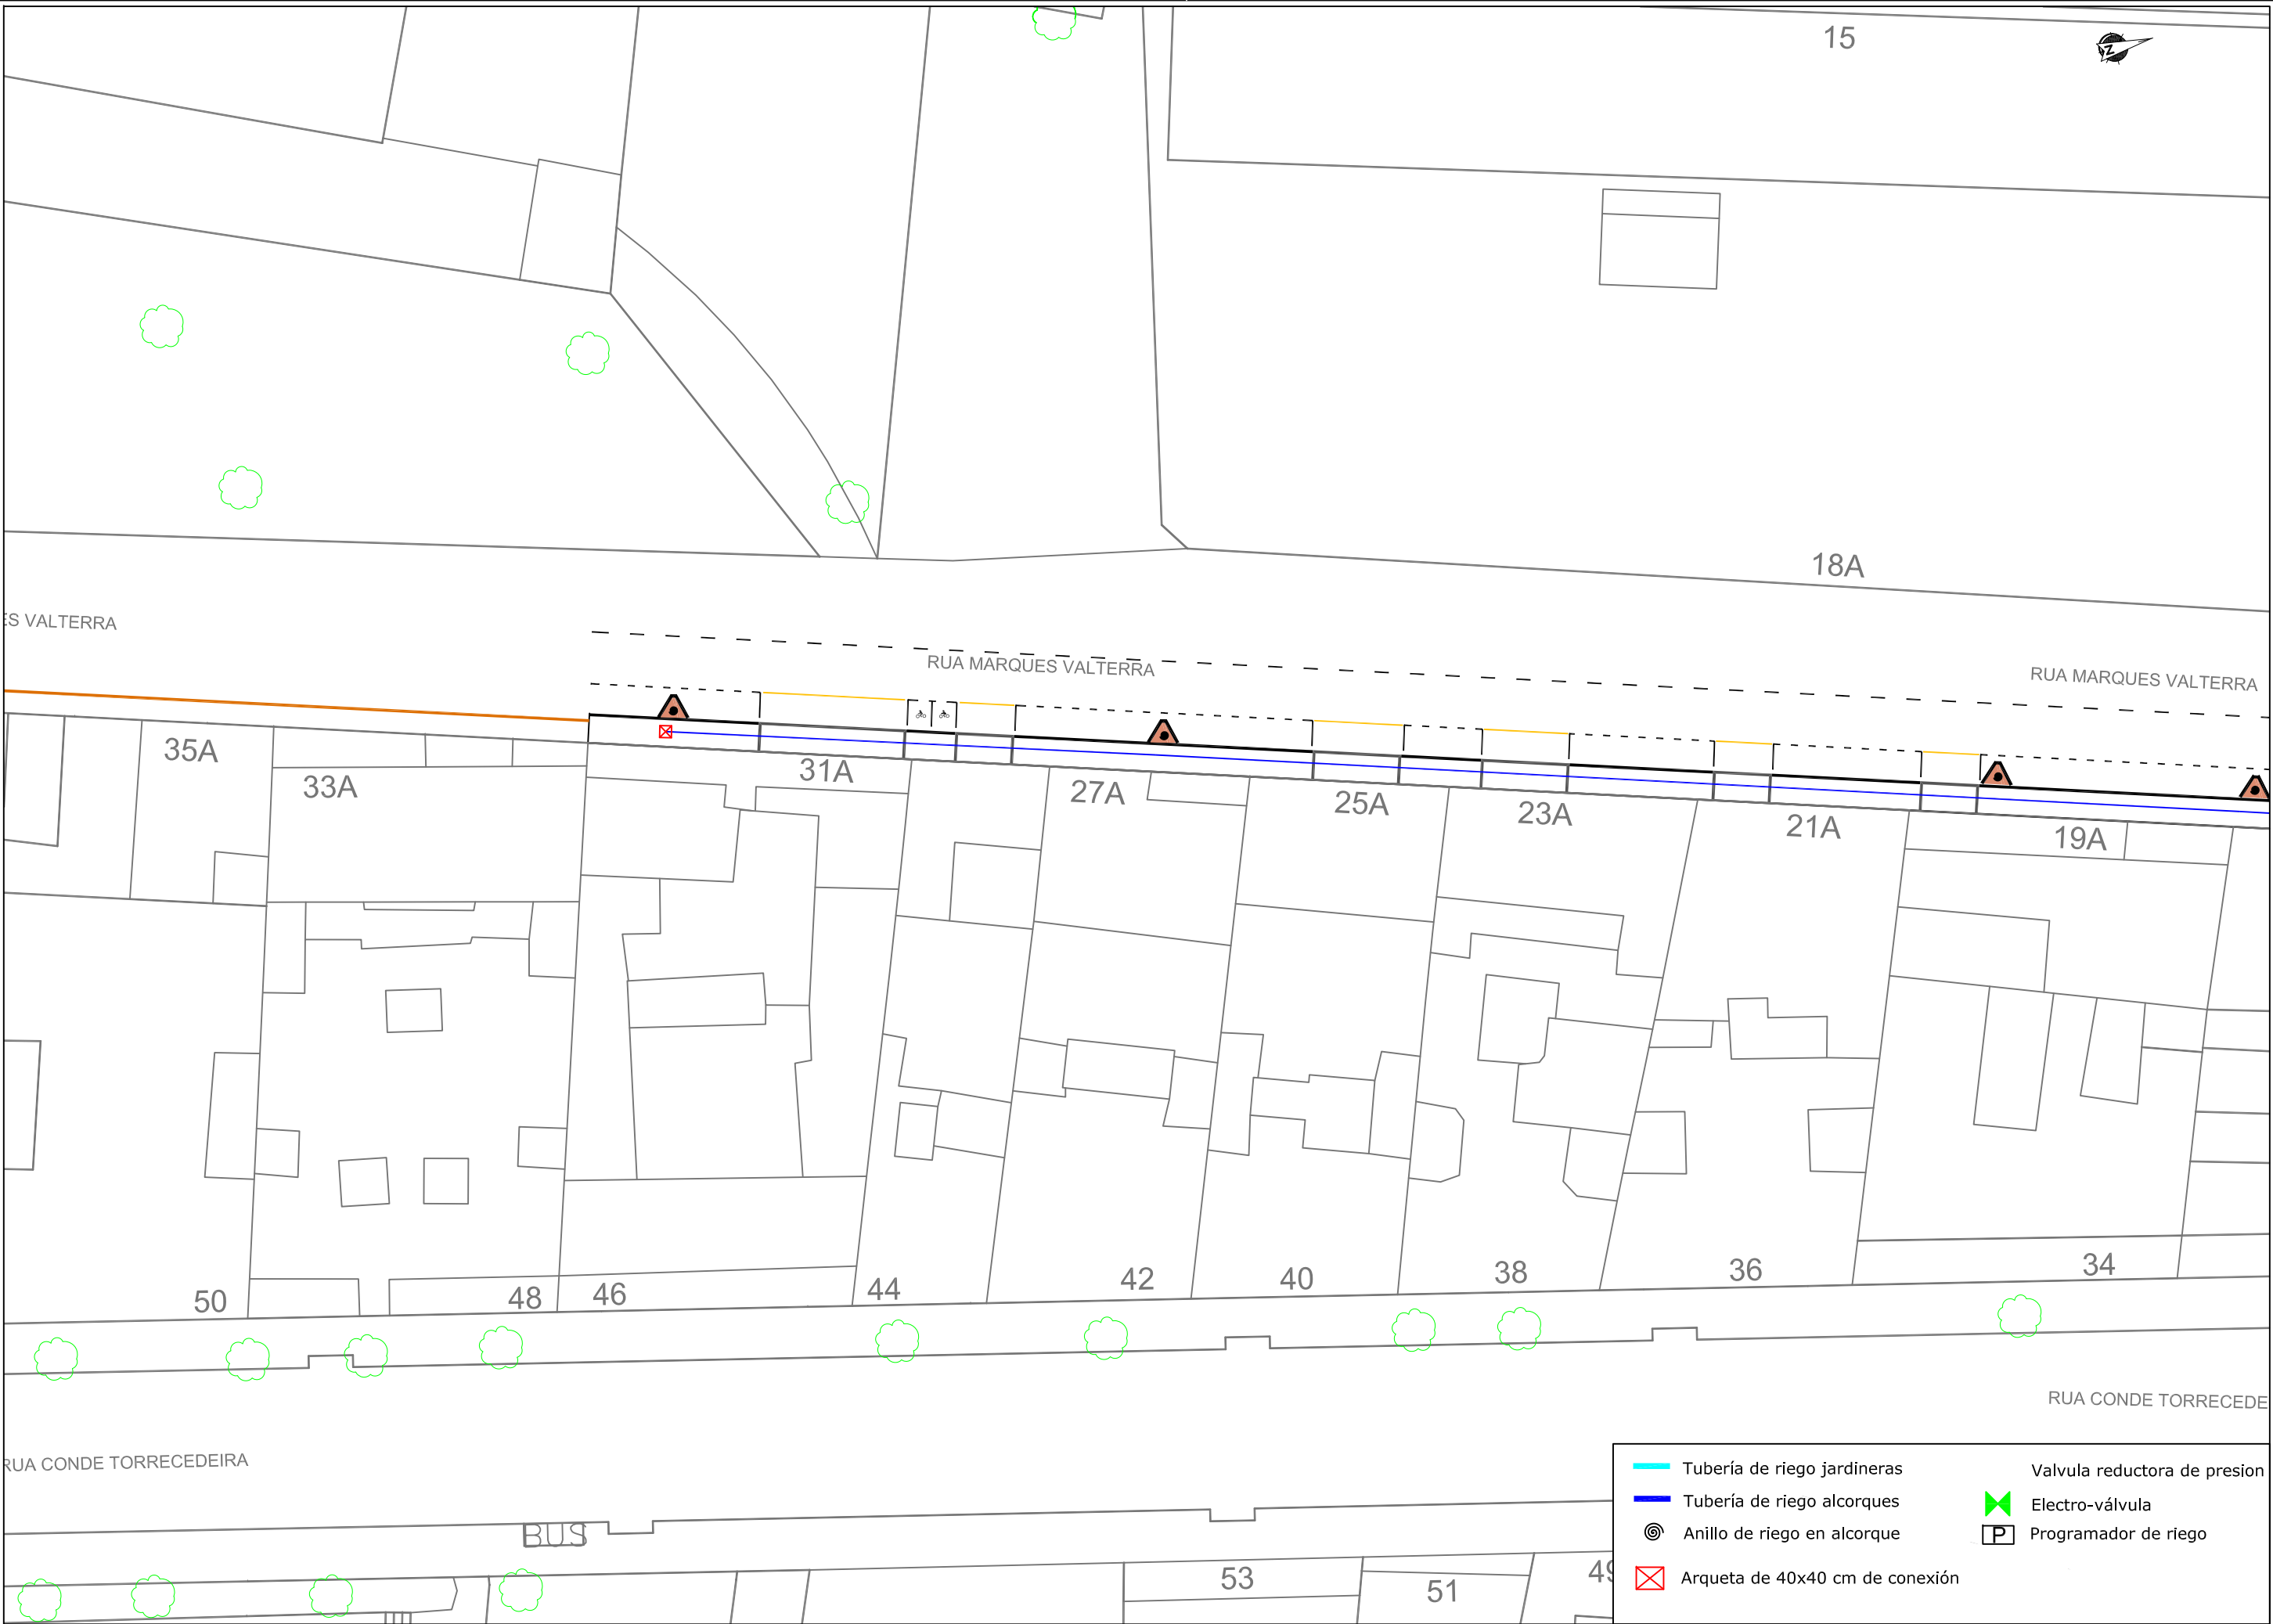 15
Z
18A
ES VALTERRA
RUA MARQUES VALTERRA
RUA MARQUES VALTERRA
35A
33A
31A
27A
25A
23A
21A
19A
50
48
46
44
42
40
38
36
34
RUA CONDE TORRECEDE
RUA CONDE TORRECEDEIRA
BUS
53
51
49
Tubería de riego jardineras
Tubería de riego alcorques
Anillo de riego en alcorque
Arqueta de 40x40 cm de conexión
Valvula reductora de presion
Electro-válvula
P Programador de riego